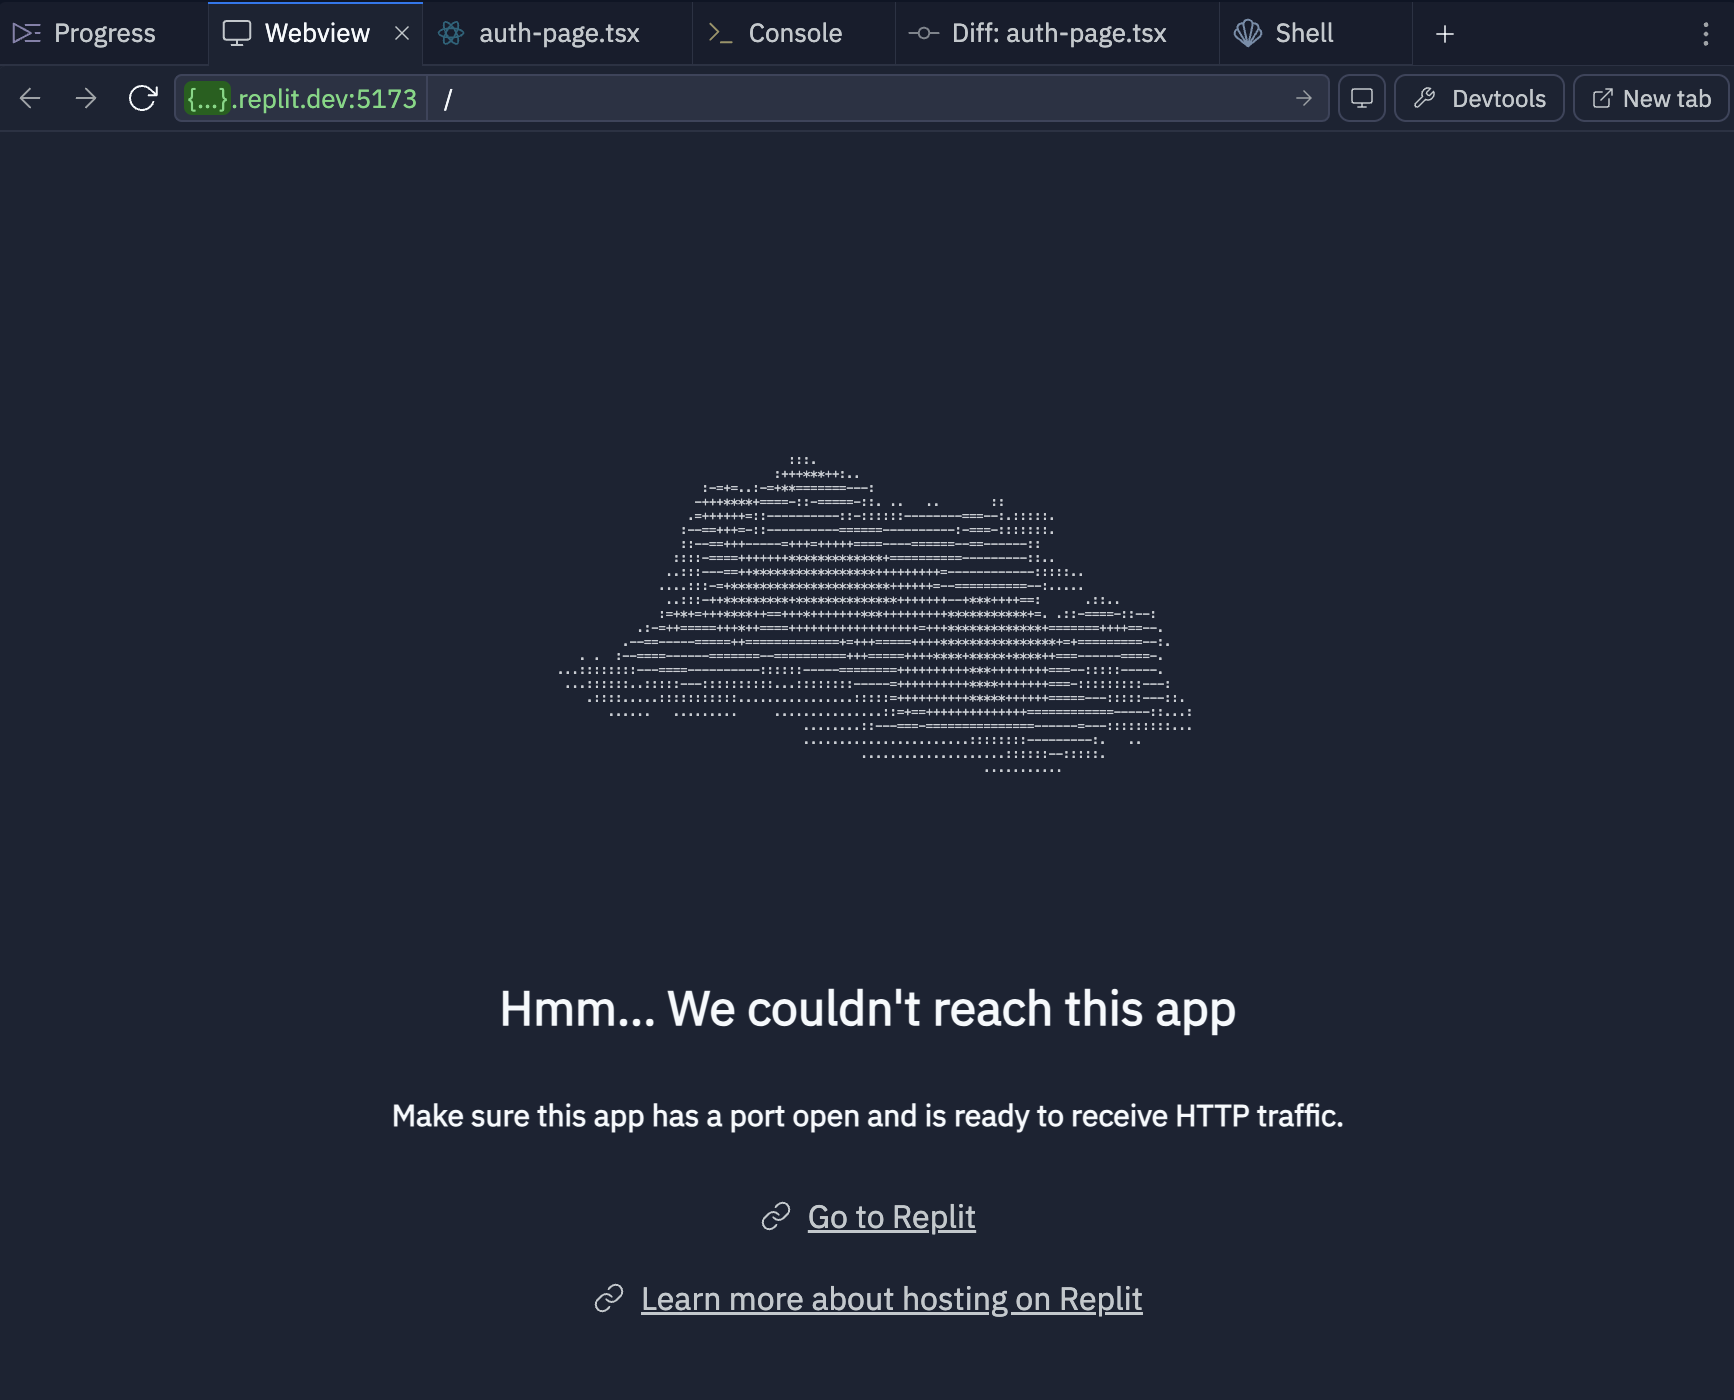 Progress
Webview
auth-page.tsx
Console
Diff: auth-page.tsx
Shell
{...}.replit.dev:5173 /
Devtools
New tab
Hmm... We couldn't reach this app
Make sure this app has a port open and is ready to receive HTTP traffic.
Go to Replit
Learn more about hosting on Replit